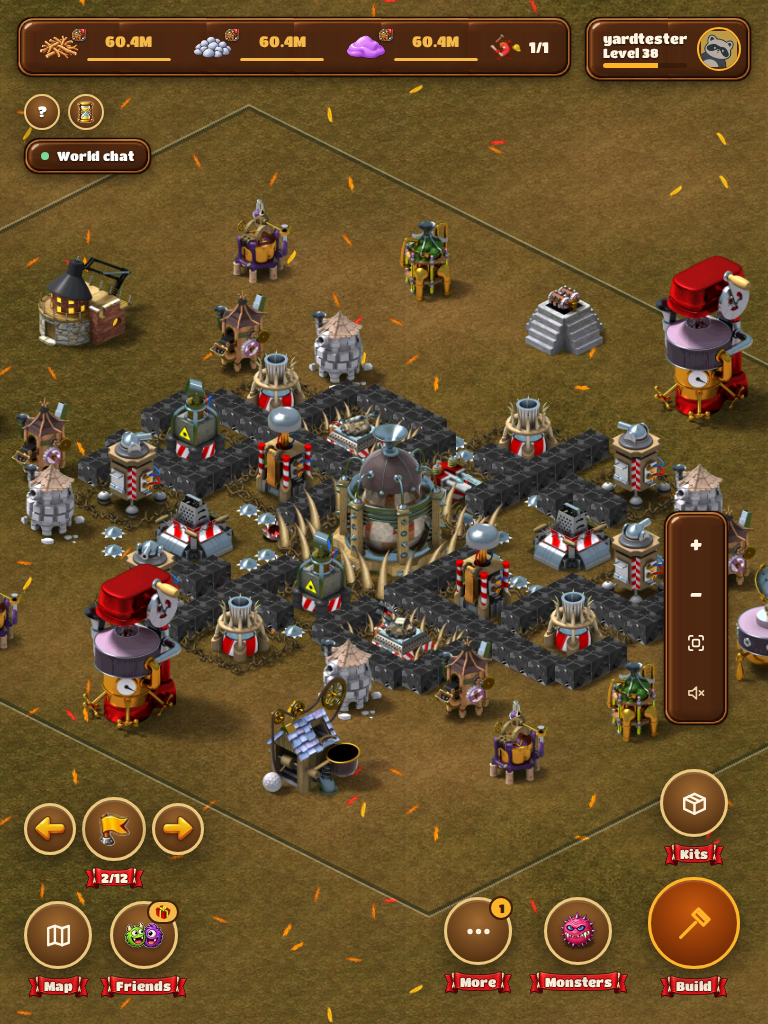 60.4M
60.4M
60.4M
1/1
yardtester
Level 38
?
World chat
2/12
Kits
1
Map
Friends
More
Monsters
Build